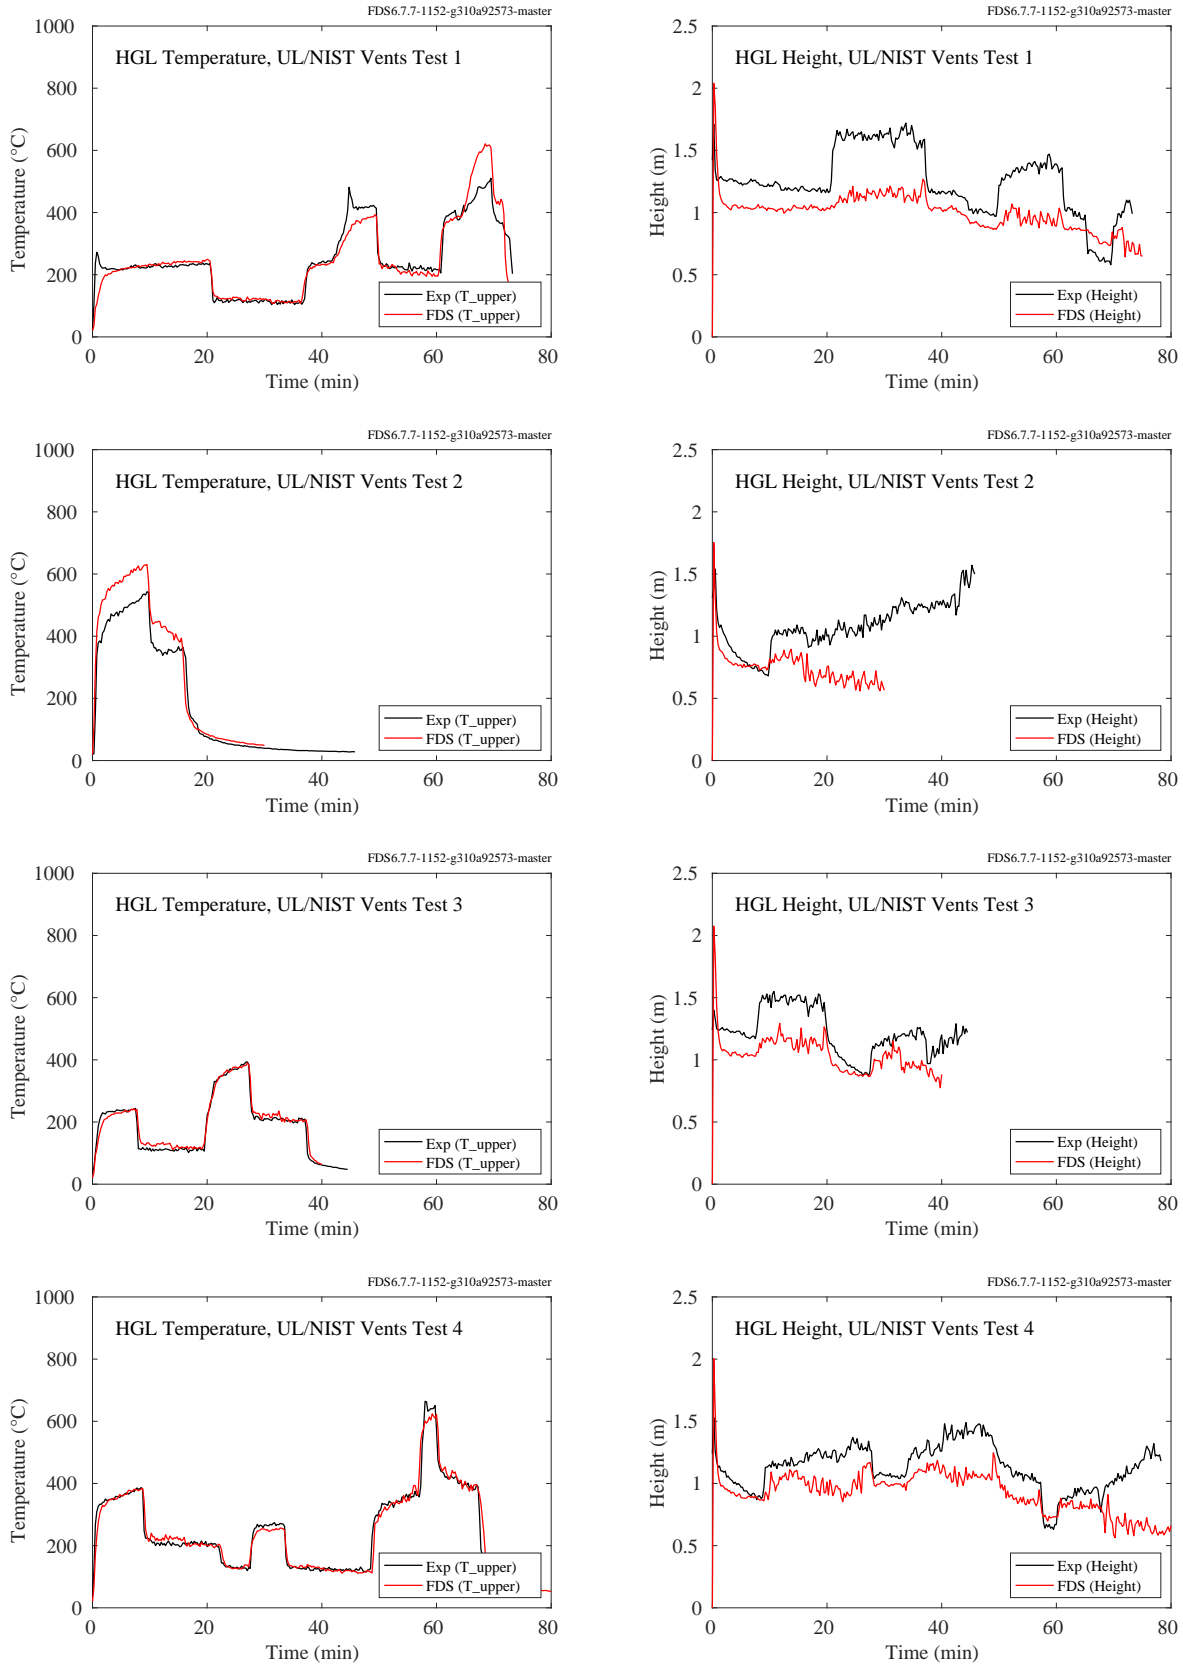 FDS6.7.7-1152-g310a92573-master
HGL Temperature, UL/NIST Vents Test 1
Temperature (°C)
1000
800
600
400
200
0
0 20 40 60 80
Time (min)
Exp (T_upper)
FDS (T_upper)
FDS6.7.7-1152-g310a92573-master
HGL Height, UL/NIST Vents Test 1
Height (m)
2.5
2
1.5
1
0.5
0
0 20 40 60 80
Time (min)
Exp (Height)
FDS (Height)
FDS6.7.7-1152-g310a92573-master
HGL Temperature, UL/NIST Vents Test 2
Temperature (°C)
1000
800
600
400
200
0
0 20 40 60 80
Time (min)
Exp (T_upper)
FDS (T_upper)
FDS6.7.7-1152-g310a92573-master
HGL Height, UL/NIST Vents Test 2
Height (m)
2.5
2
1.5
1
0.5
0
0 20 40 60 80
Time (min)
Exp (Height)
FDS (Height)
FDS6.7.7-1152-g310a92573-master
HGL Temperature, UL/NIST Vents Test 3
Temperature (°C)
1000
800
600
400
200
0
0 20 40 60 80
Time (min)
Exp (T_upper)
FDS (T_upper)
FDS6.7.7-1152-g310a92573-master
HGL Height, UL/NIST Vents Test 3
Height (m)
2.5
2
1.5
1
0.5
0
0 20 40 60 80
Time (min)
Exp (Height)
FDS (Height)
FDS6.7.7-1152-g310a92573-master
HGL Temperature, UL/NIST Vents Test 4
Temperature (°C)
1000
800
600
400
200
0
0 20 40 60 80
Time (min)
Exp (T_upper)
FDS (T_upper)
FDS6.7.7-1152-g310a92573-master
HGL Height, UL/NIST Vents Test 4
Height (m)
2.5
2
1.5
1
0.5
0
0 20 40 60 80
Time (min)
Exp (Height)
FDS (Height)